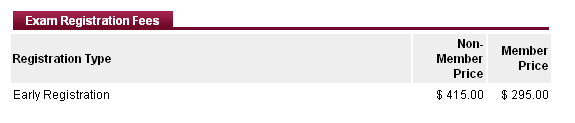 Exam Registration Fees
Registration Type
Non-
Member
Price
Member
Price
Early Registration $ 415.00 $ 295.00